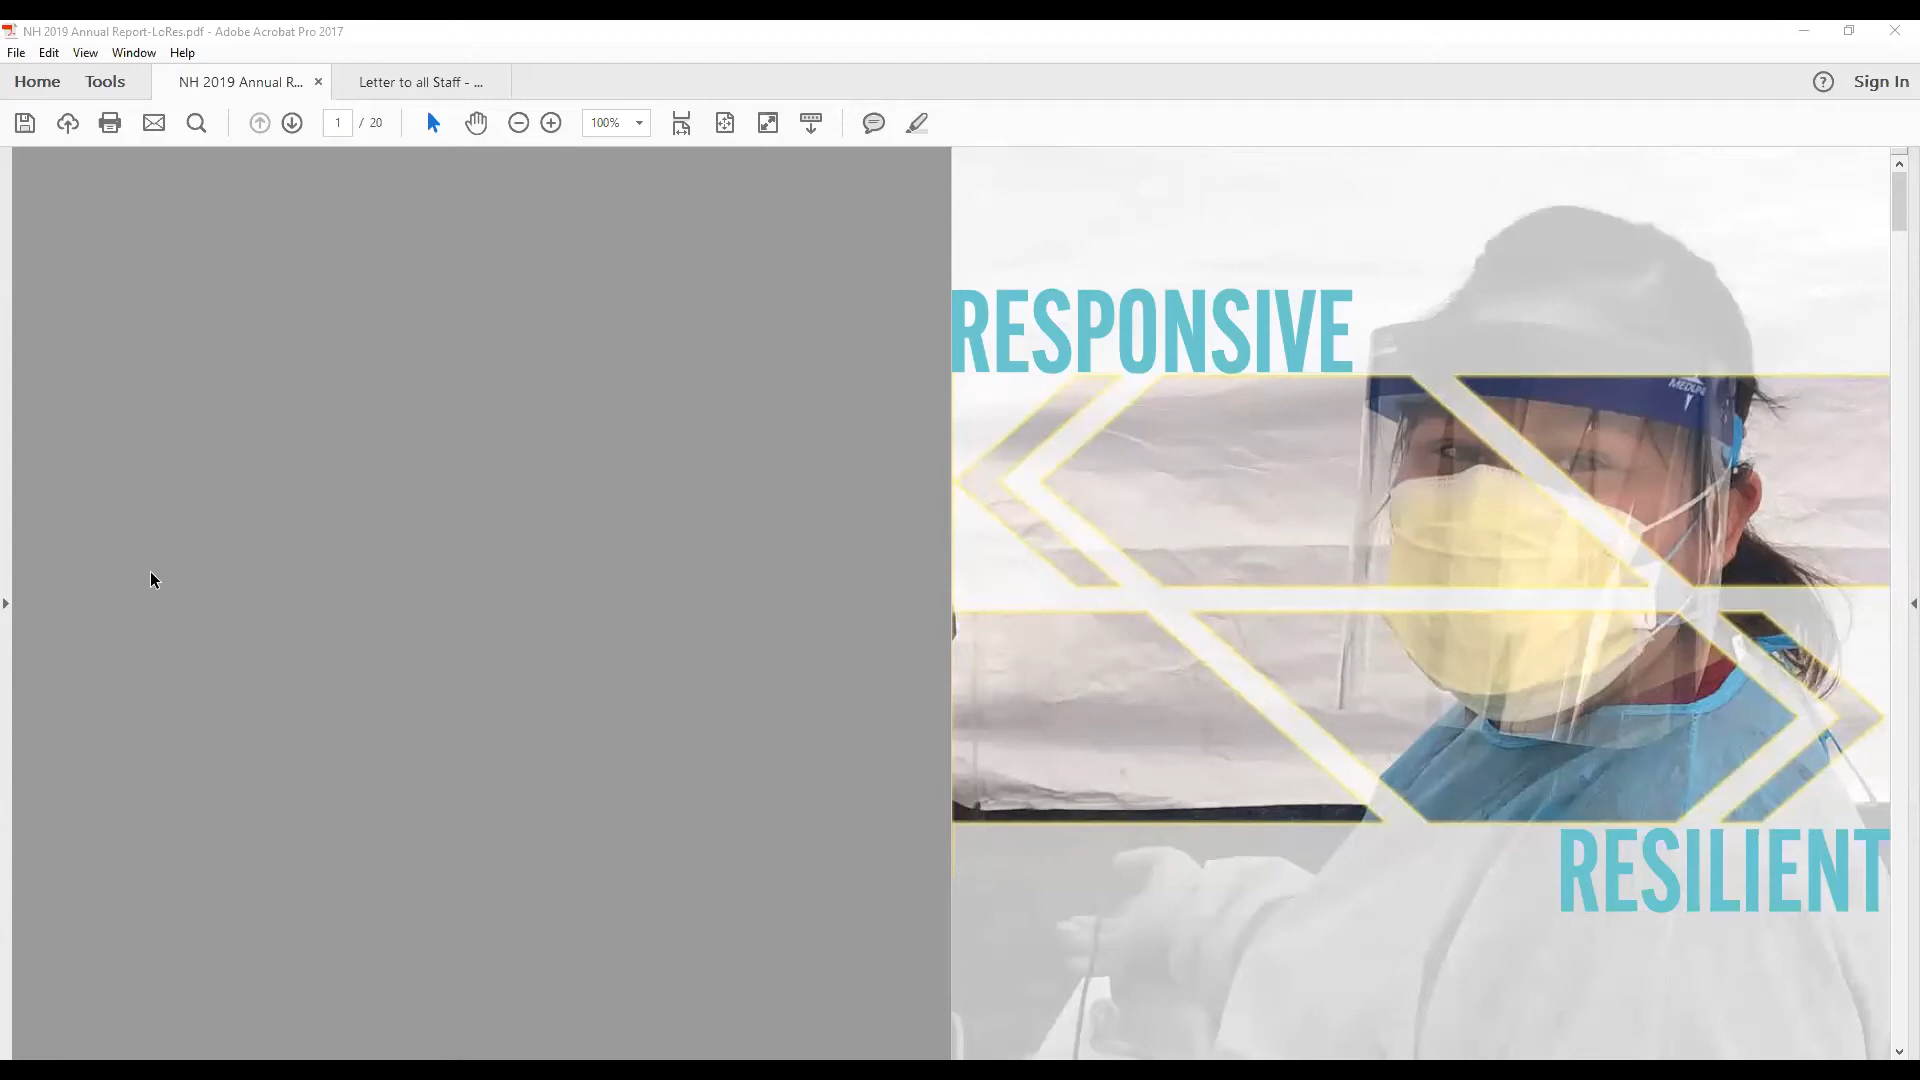 NH 2019 Annual Report-LoRes.pdf - Adobe Acrobat Pro 2017
File Edit View Window Help
Home Tools NH 2019 Annual R... × Letter to all Staff - ... ? Sign In
1 / 20 100%
RESPONSIVE
RESILIENT